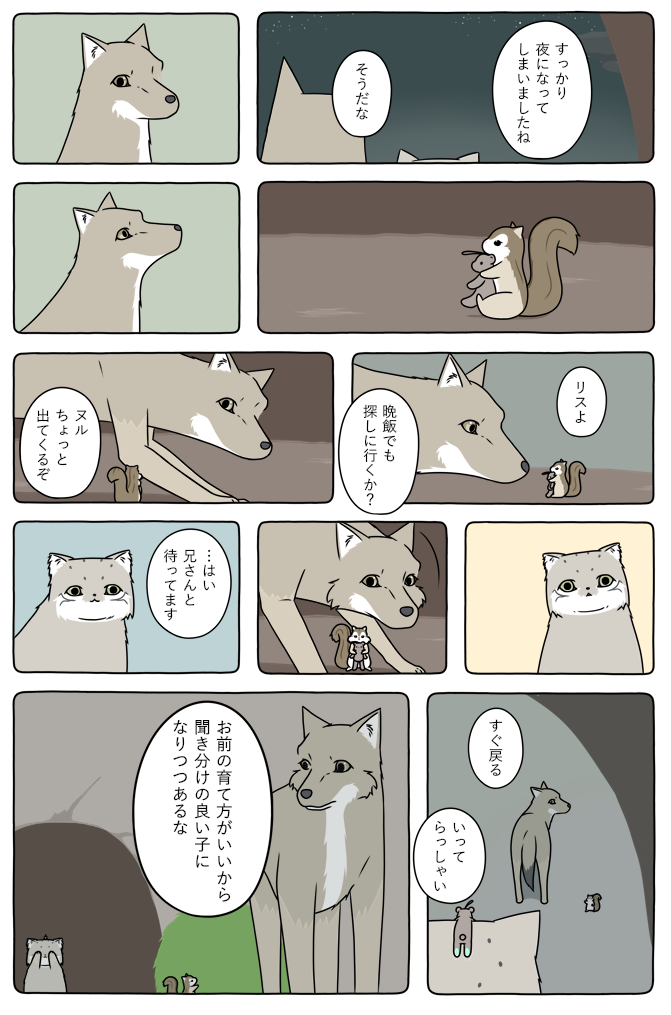 すっかり
夜になって
しまいましたね
そうだな
リスよ
晩飯でも
探しに行くか?
ヌル
ちょっと
出てくるぞ
…はい
兄さんと
待ってます
すぐ戻る
いって
らっしゃい
お前の育て方がいいから
聞き分けの良い子に
なりつつあるな